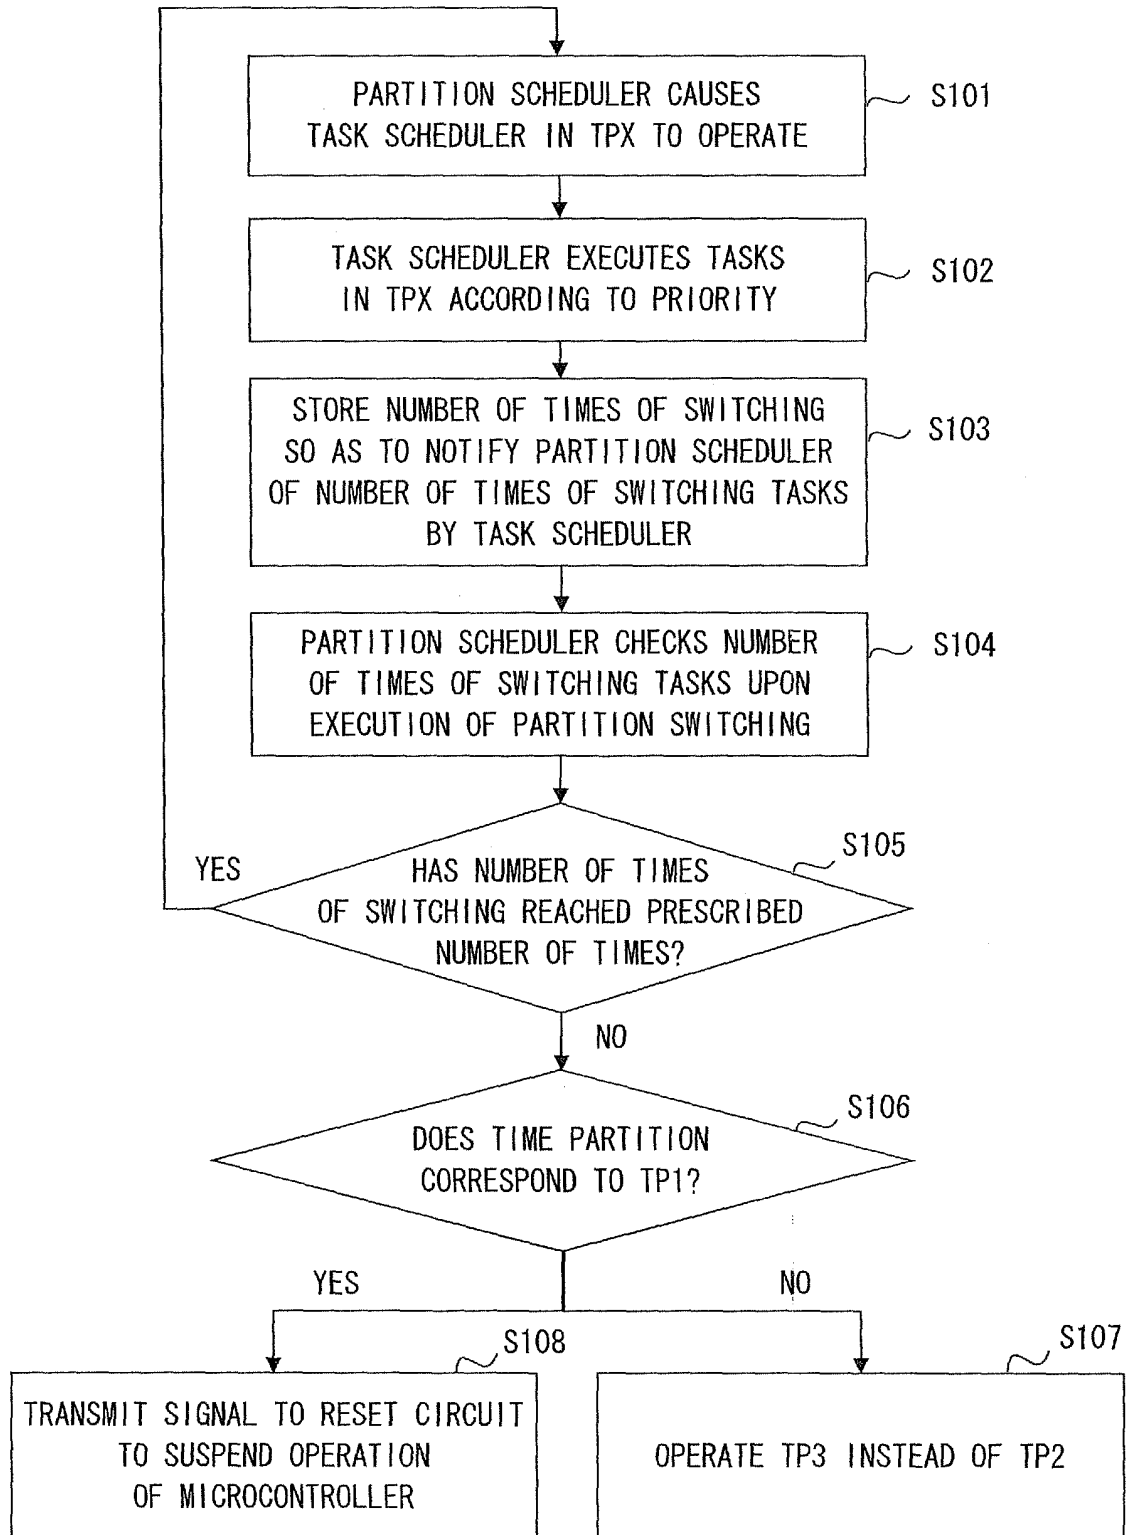 PARTITION SCHEDULER CAUSES
TASK SCHEDULER IN TPX TO OPERATE
S101
TASK SCHEDULER EXECUTES TASKS
IN TPX ACCORDING TO PRIORITY
S102
STORE NUMBER OF TIMES OF SWITCHING
SO AS TO NOTIFY PARTITION SCHEDULER
OF NUMBER OF TIMES OF SWITCHING TASKS
BY TASK SCHEDULER
S103
PARTITION SCHEDULER CHECKS NUMBER
OF TIMES OF SWITCHING TASKS UPON
EXECUTION OF PARTITION SWITCHING
S104
YES
HAS NUMBER OF TIMES
OF SWITCHING REACHED PRESCRIBED
NUMBER OF TIMES?
S105
NO
DOES TIME PARTITION
CORRESPOND TO TP1?
S106
YES
NO
S108
TRANSMIT SIGNAL TO RESET CIRCUIT
TO SUSPEND OPERATION
OF MICROCONTROLLER
S107
OPERATE TP3 INSTEAD OF TP2